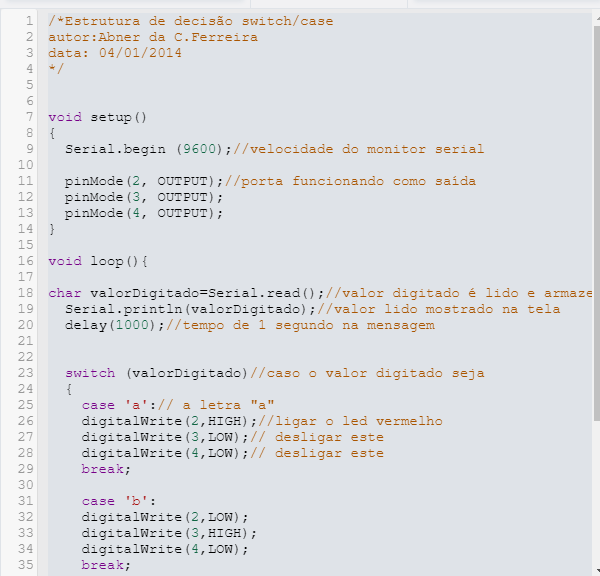 1 /*Estrutura de decisão switch/case
2 autor:Abner da C.Ferreira
3 data: 04/01/2014
4 */
5
6
7 void setup()
8 {
9 Serial.begin (9600);//velocidade do monitor serial
10
11 pinMode(2, OUTPUT);//porta funcionando como saída
12 pinMode(3, OUTPUT);
13 pinMode(4, OUTPUT);
14 }
15
16 void loop(){
17
18 char valorDigitado=Serial.read();//valor digitado é lido e armaze
19 Serial.println(valorDigitado);//valor lido mostrado na tela
20 delay(1000);//tempo de 1 segundo na mensagem
21
22
23 switch (valorDigitado)//caso o valor digitado seja
24 {
25 case 'a':// a letra "a"
26 digitalWrite(2,HIGH);//ligar o led vermelho
27 digitalWrite(3,LOW);// desligar este
28 digitalWrite(4,LOW);// desligar este
29 break;
30
31 case 'b':
32 digitalWrite(2,LOW);
33 digitalWrite(3,HIGH);
34 digitalWrite(4,LOW);
35 break;